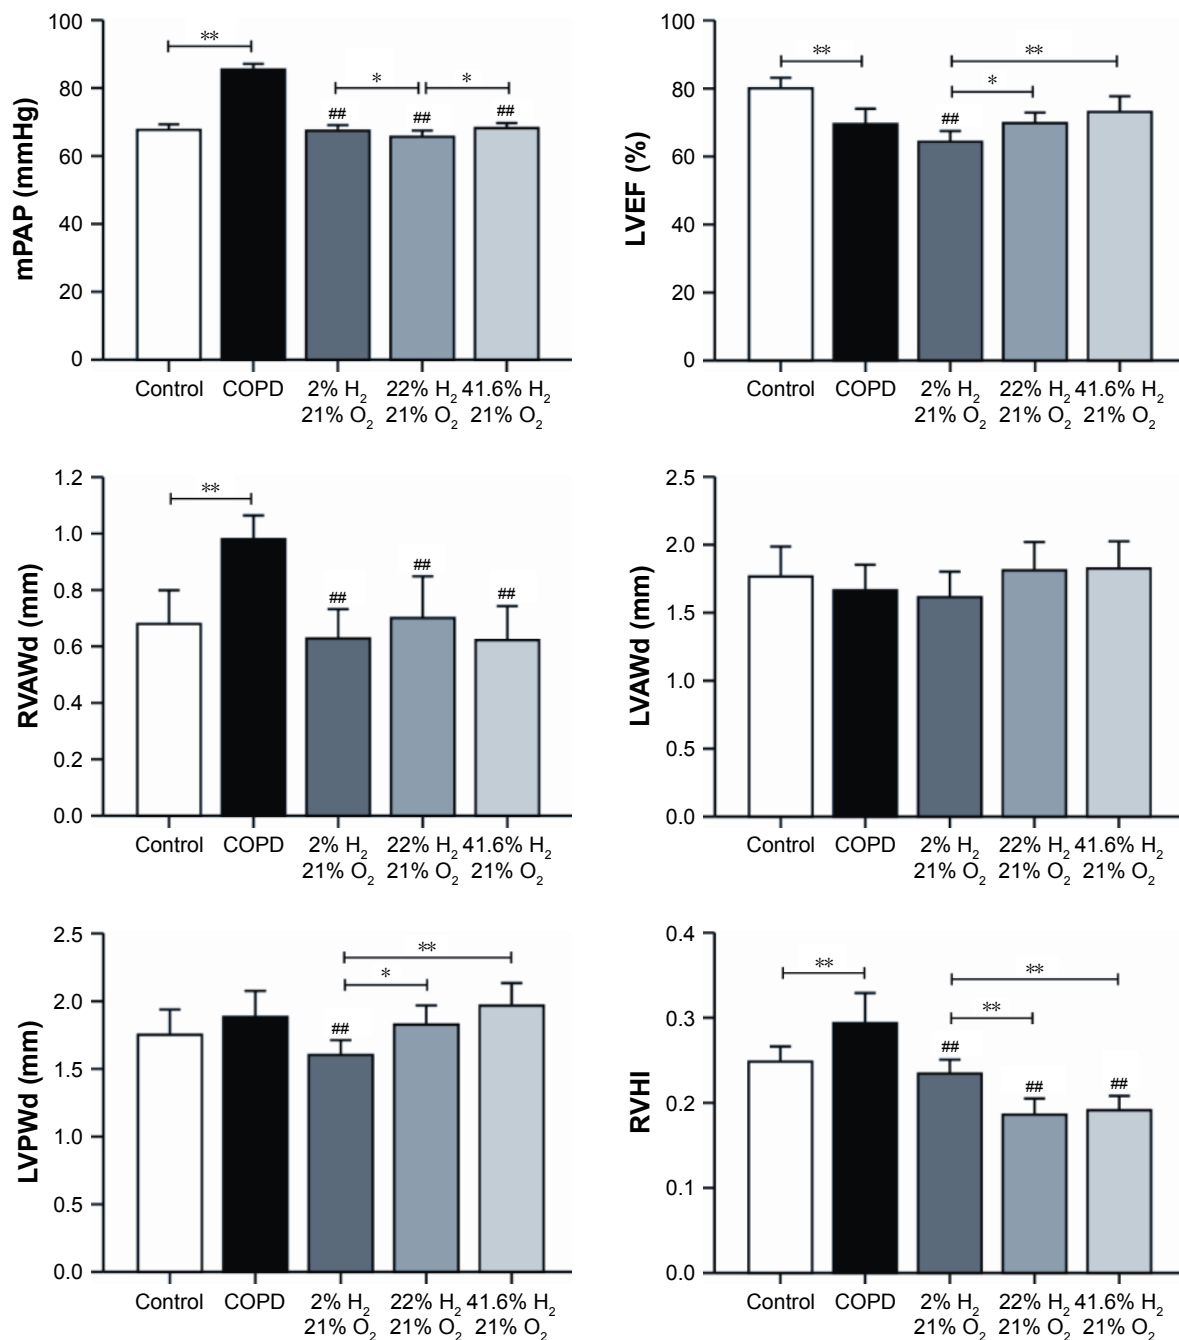 mPAP (mmHg)
100
80
60
40
20
0
**
*
*
##
##
##
Control
COPD
2% H₂
21% O₂
22% H₂
21% O₂
41.6% H₂
21% O₂
LVEF (%)
100
80
60
40
20
0
**
**
*
##
Control
COPD
2% H₂
21% O₂
22% H₂
21% O₂
41.6% H₂
21% O₂
RVAWd (mm)
1.2
1.0
0.8
0.6
0.4
0.2
0.0
**
##
##
##
Control
COPD
2% H₂
21% O₂
22% H₂
21% O₂
41.6% H₂
21% O₂
LVAWd (mm)
2.5
2.0
1.5
1.0
0.5
0.0
Control
COPD
2% H₂
21% O₂
22% H₂
21% O₂
41.6% H₂
21% O₂
LVPWd (mm)
2.5
2.0
1.5
1.0
0.5
0.0
**
*
##
Control
COPD
2% H₂
21% O₂
22% H₂
21% O₂
41.6% H₂
21% O₂
RVHI
0.4
0.3
0.2
0.1
0.0
**
**
**
##
##
##
Control
COPD
2% H₂
21% O₂
22% H₂
21% O₂
41.6% H₂
21% O₂